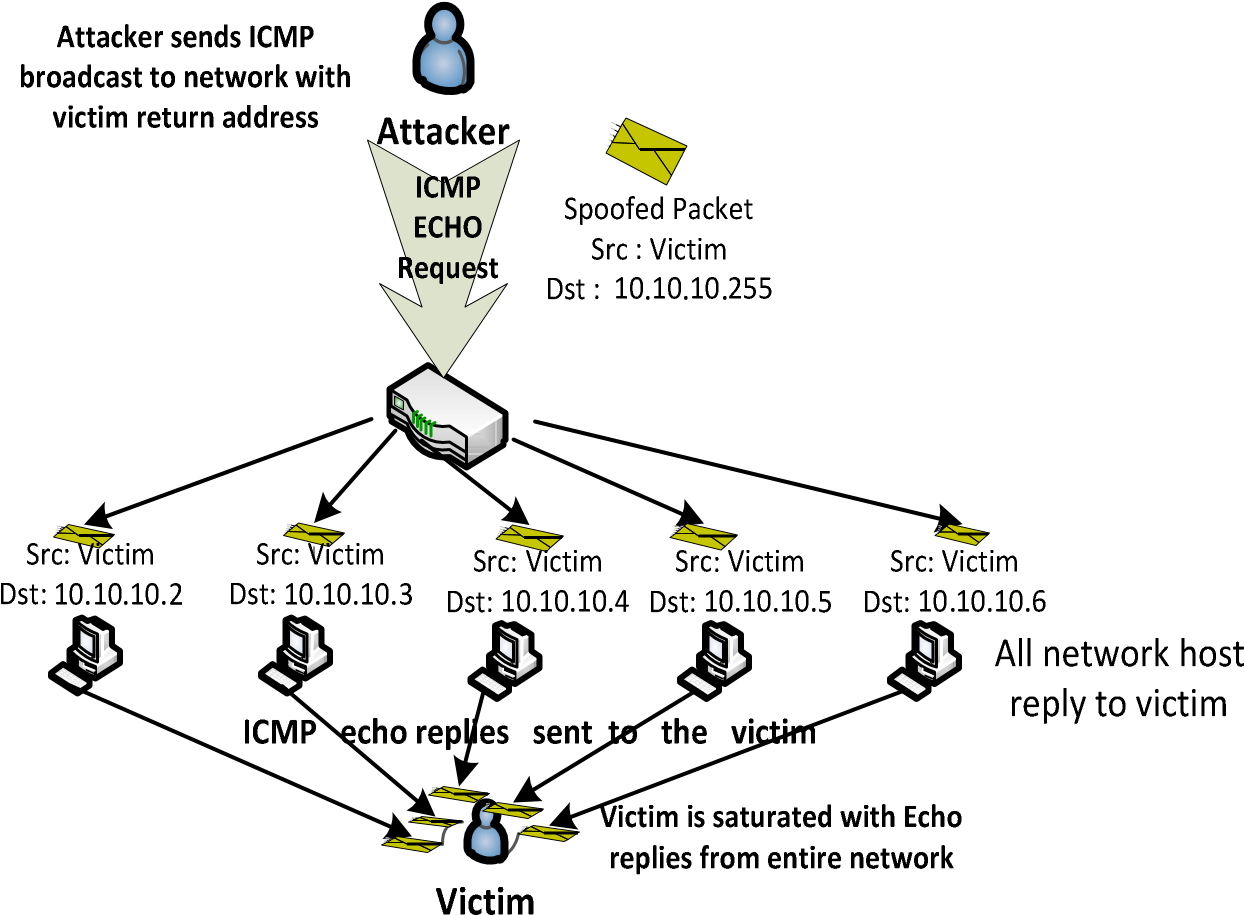 Attacker sends ICMP
broadcast to network with
victim return address
Attacker
ICMP
ECHO
Request
Spoofed Packet
Src : Victim
Dst : 10.10.10.255
Src: Victim
Dst: 10.10.10.2
Src: Victim
Dst: 10.10.10.3
Src: Victim
Dst: 10.10.10.4
Src: Victim
Dst: 10.10.10.5
Src: Victim
Dst: 10.10.10.6
All network host
reply to victim
ICMP echo replies sent to the victim
Victim is saturated with Echo
replies from entire network
Victim